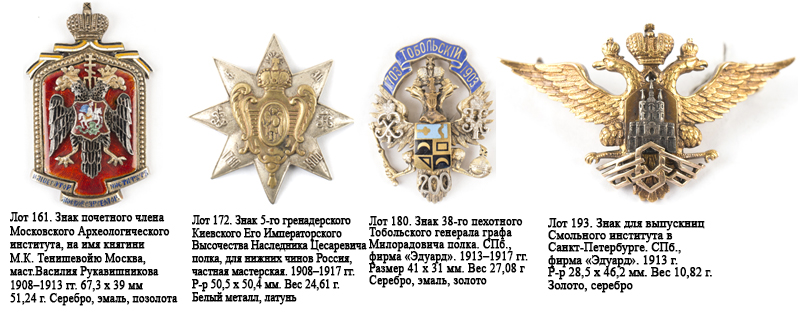 ТОБОЛЬСКІЙ
1703 1903
200
Лот 161. Знак почетного члена
Московского Археологического
института, на имя княгини
М.К. Тенишевойю Москва,
маст.Василия Рукавишникова
1908–1913 гг. 67,3 х 39 мм
51,24 г. Серебро, эмаль, позолота
Лот 172. Знак 5-го гренадерского
Киевского Его Императорского
Высочества Наследника Цесаревича
полка, для нижних чинов Россия,
частная мастерская. 1908–1917 гг.
Р-р 50,5 х 50,4 мм. Вес 24,61 г.
Белый металл, латунь
Лот 180. Знак 38-го пехотного
Тобольского генерала графа
Милорадовича полка. СПб.,
фирма «Эдуард». 1913–1917 гг.
Размер 41 х 31 мм. Вес 27,08 г
Серебро, эмаль, золото
Лот 193. Знак для выпускниц
Смольного института в
Санкт-Петербурге. СПб.,
фирма «Эдуард». 1913 г.
Р-р 28,5 х 46,2 мм. Вес 10,82 г.
Золото, серебро